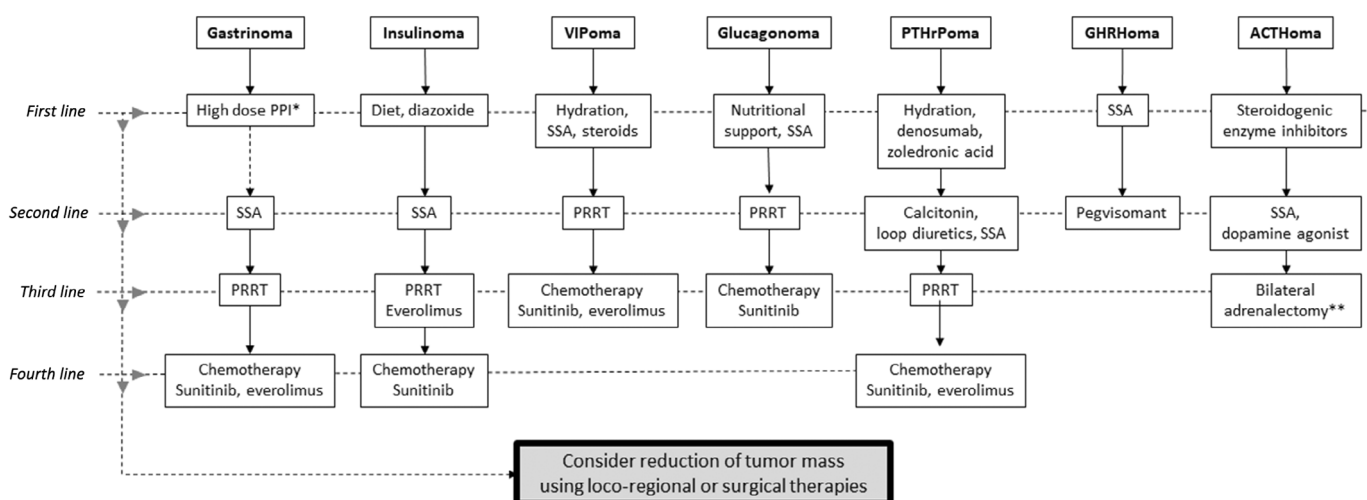 Gastrinoma
Insulinoma
VIPoma
Glucagonoma
PTHrPoma
GHRHoma
ACTHoma
First line
High dose PPI*
Diet, diazoxide
Hydration,
SSA, steroids
Nutritional
support, SSA
Hydration,
denosumab,
zoledronic acid
SSA
Steroidogenic
enzyme inhibitors
Second line
SSA
SSA
PRRT
PRRT
Calcitonin,
loop diuretics, SSA
Pegvisomant
SSA,
dopamine agonist
Third line
PRRT
PRRT
Everolimus
Chemotherapy
Sunitinib, everolimus
Chemotherapy
Sunitinib
PRRT
Bilateral
adrenalectomy**
Fourth line
Chemotherapy
Sunitinib, everolimus
Chemotherapy
Sunitinib
Chemotherapy
Sunitinib, everolimus
Consider reduction of tumor mass
using loco-regional or surgical therapies